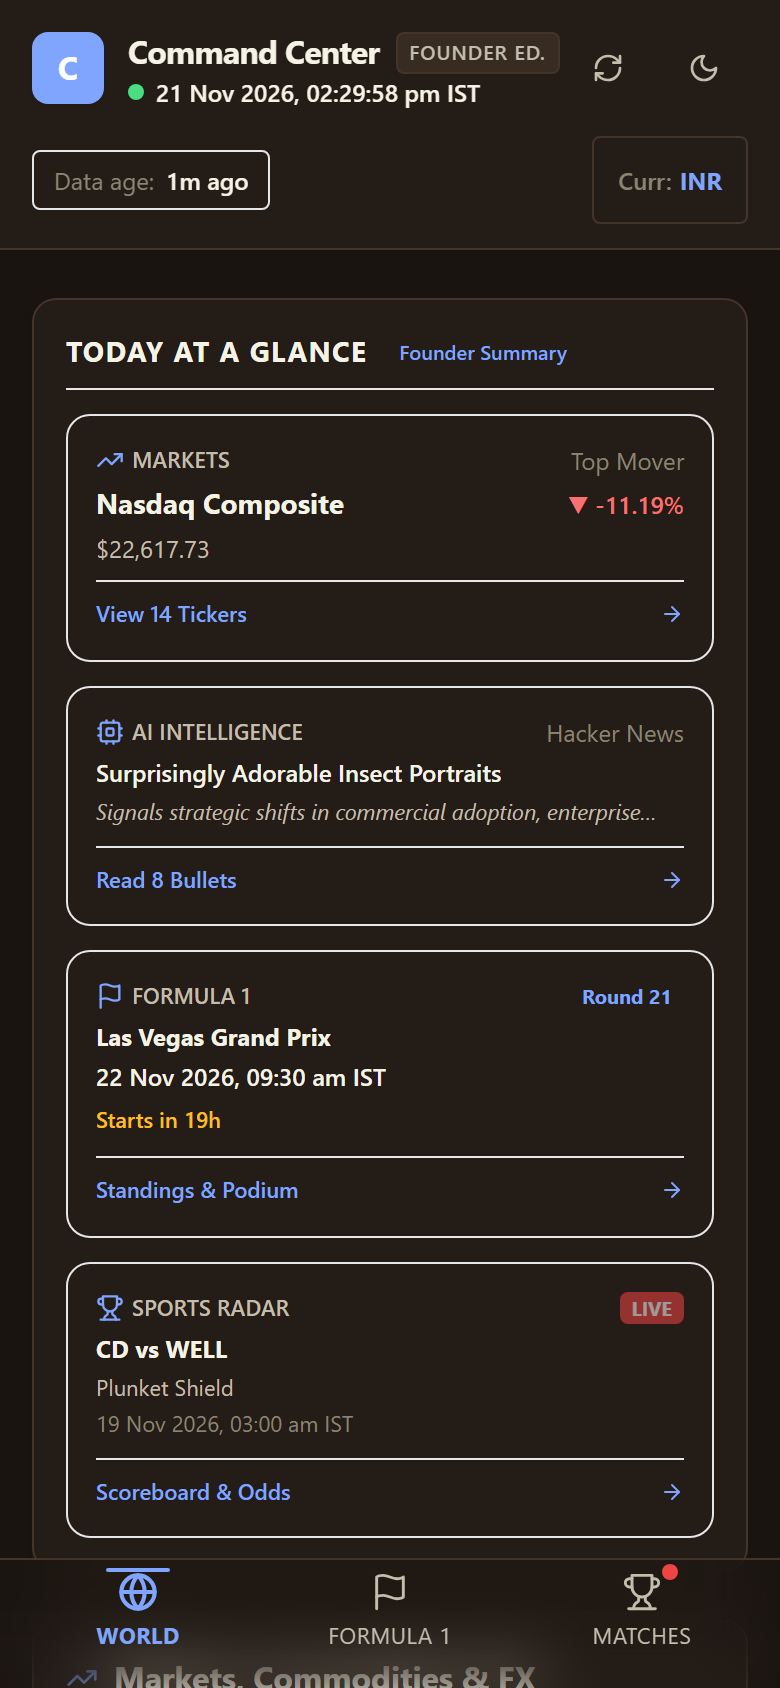 C
Command Center FOUNDER ED.
21 Nov 2026, 02:29:58 pm IST
Data age: 1m ago
Curr: INR
TODAY AT A GLANCE Founder Summary
MARKETS Top Mover
Nasdaq Composite ▼ -11.19%
$22,617.73
View 14 Tickers →
AI INTELLIGENCE Hacker News
Surprisingly Adorable Insect Portraits
Signals strategic shifts in commercial adoption, enterprise...
Read 8 Bullets →
FORMULA 1 Round 21
Las Vegas Grand Prix
22 Nov 2026, 09:30 am IST
Starts in 19h
Standings & Podium →
SPORTS RADAR LIVE
CD vs WELL
Plunket Shield
19 Nov 2026, 03:00 am IST
Scoreboard & Odds →
WORLD FORMULA 1 MATCHES
Markets, Commodities & FX